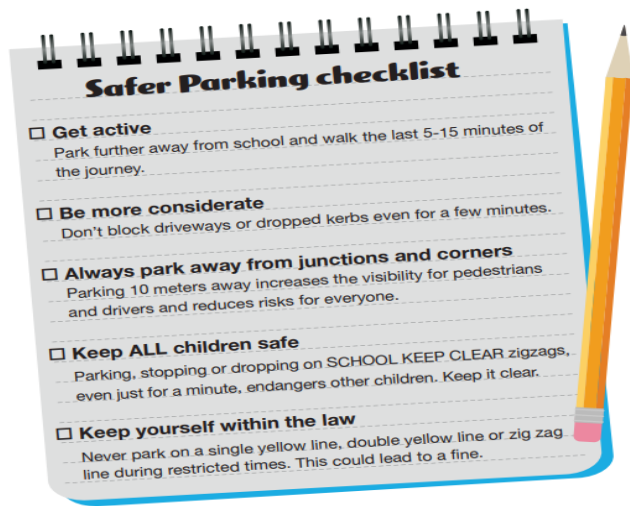 Safer Parking checklist
Get active
Park further away from school and walk the last 5-15 minutes of
the journey.
Be more considerate
Don't block driveways or dropped kerbs even for a few minutes.
Always park away from junctions and corners
Parking 10 meters away increases the visibility for pedestrians
and drivers and reduces risks for everyone.
Keep ALL children safe
Parking, stopping or dropping on SCHOOL KEEP CLEAR zigzags,
even just for a minute, endangers other children. Keep it clear.
Keep yourself within the law
Never park on a single yellow line, double yellow line or zig zag
line during restricted times. This could lead to a fine.